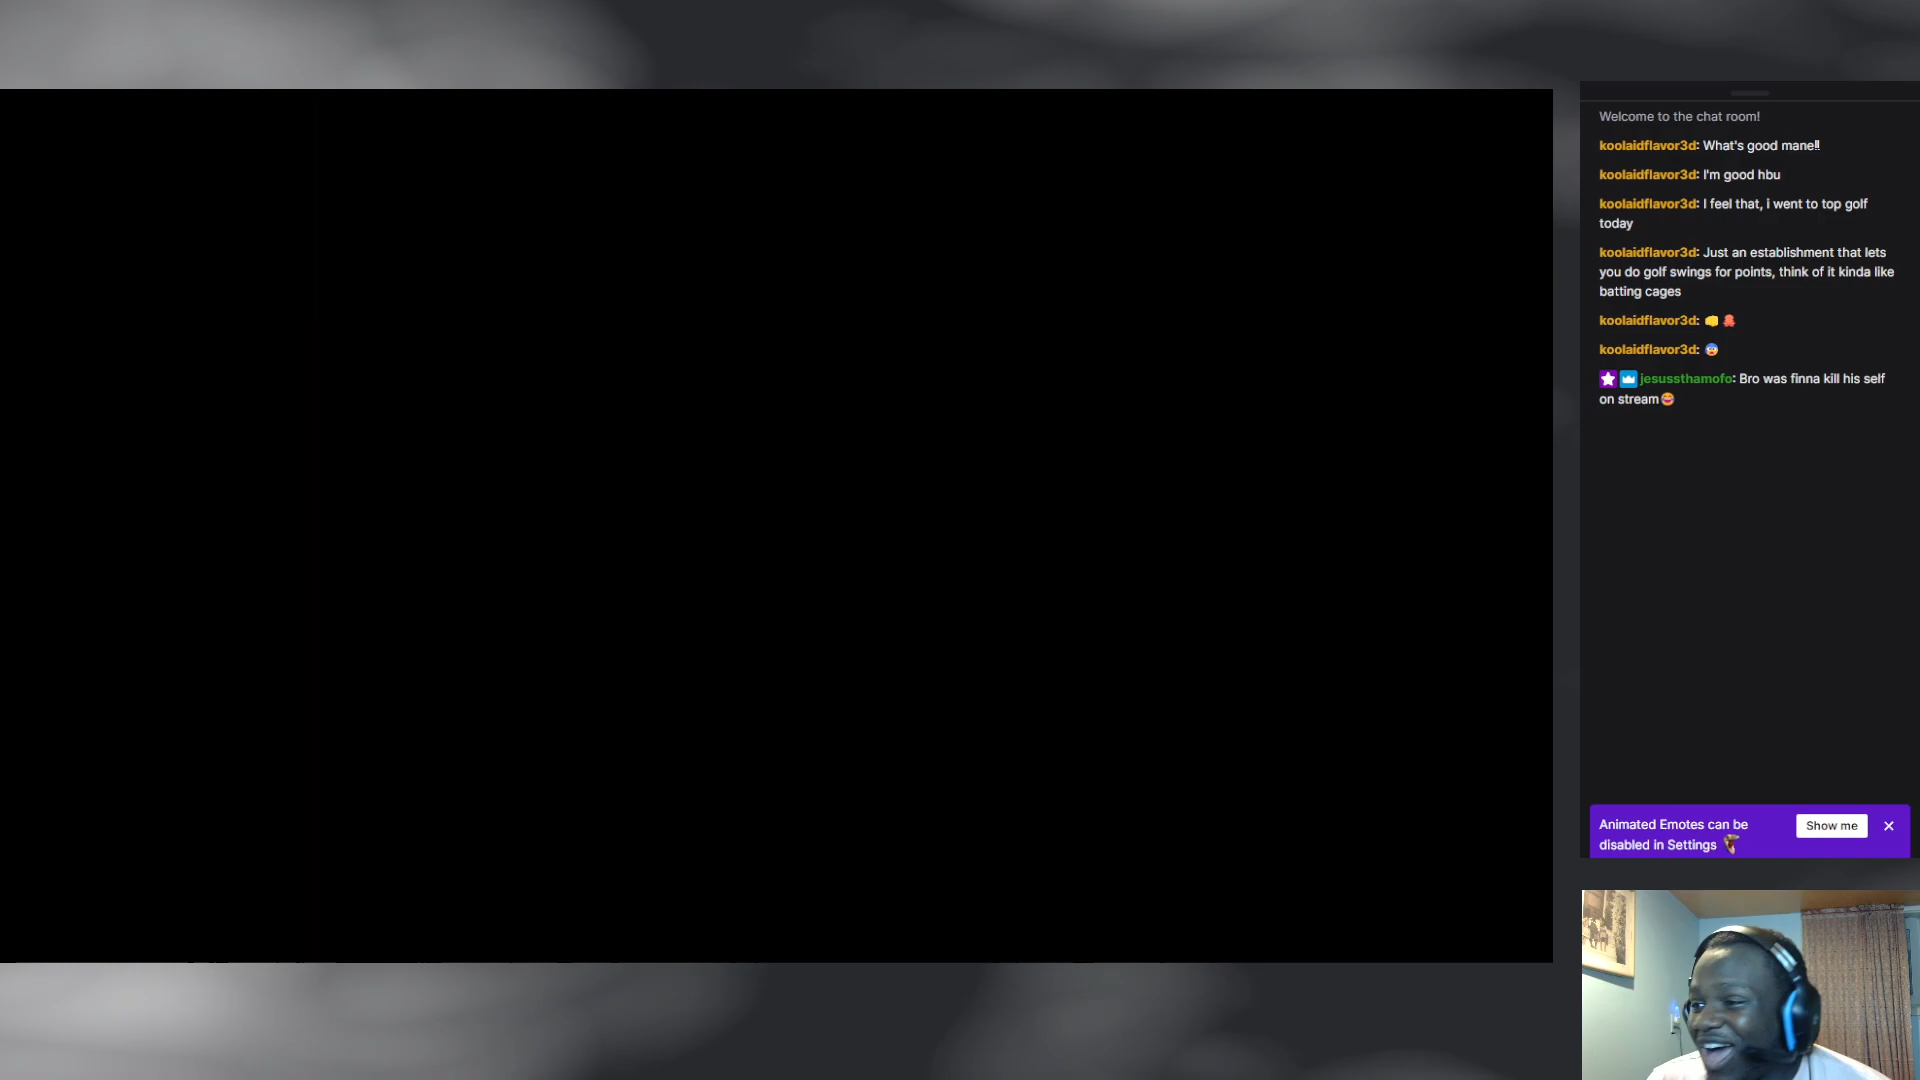 Welcome to the chat room!
koolaidflavor3d: What's good mane!!
koolaidflavor3d: I'm good hbu
koolaidflavor3d: I feel that, i went to top golf
today
koolaidflavor3d: Just an establishment that lets
you do golf swings for points, think of it kinda like
batting cages
koolaidflavor3d: 👊🦑
koolaidflavor3d: 😨
jesussthamofo: Bro was finna kill his self
on stream😂
Animated Emotes can be
disabled in Settings
Show me